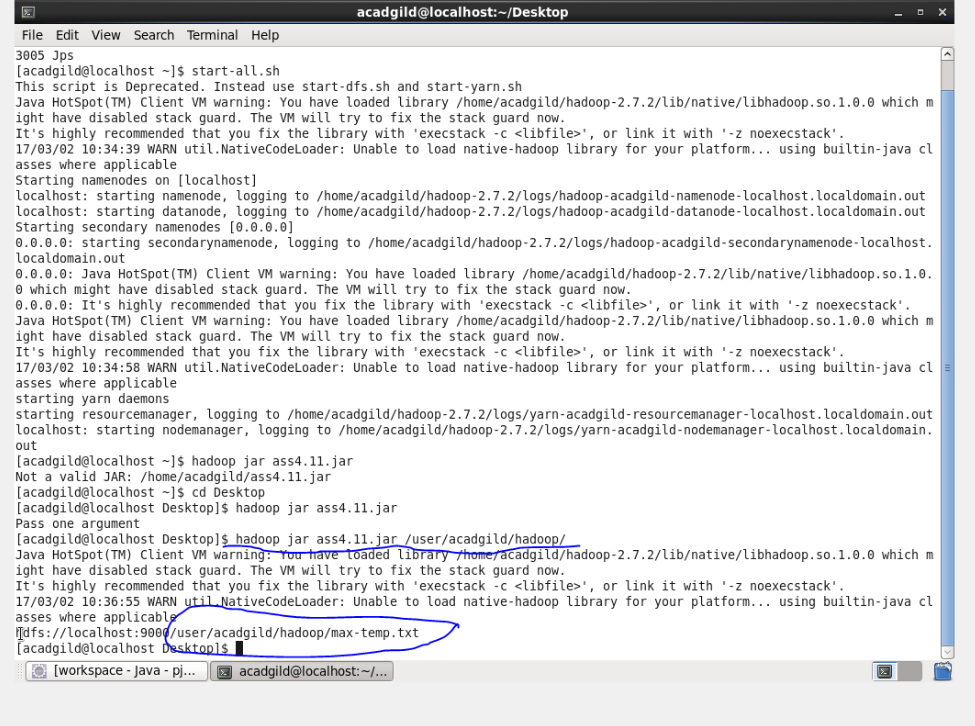 acadgild@localhost:~/Desktop
File Edit View Search Terminal Help
3005 Jps
[acadgild@localhost ~]$ start-all.sh
This script is Deprecated. Instead use start-dfs.sh and start-yarn.sh
Java HotSpot(TM) Client VM warning: You have loaded library /home/acadgild/hadoop-2.7.2/lib/native/libhadoop.so.1.0.0 which m
ight have disabled stack guard. The VM will try to fix the stack guard now.
It's highly recommended that you fix the library with 'execstack -c <libfile>', or link it with '-z noexecstack'.
17/03/02 10:34:39 WARN util.NativeCodeLoader: Unable to load native-hadoop library for your platform... using builtin-java cl
asses where applicable
Starting namenodes on [localhost]
localhost: starting namenode, logging to /home/acadgild/hadoop-2.7.2/logs/hadoop-acadgild-namenode-localhost.localdomain.out
localhost: starting datanode, logging to /home/acadgild/hadoop-2.7.2/logs/hadoop-acadgild-datanode-localhost.localdomain.out
Starting secondary namenodes [0.0.0.0]
0.0.0.0: starting secondarynamenode, logging to /home/acadgild/hadoop-2.7.2/logs/hadoop-acadgild-secondarynamenode-localhost.
localdomain.out
0.0.0.0: Java HotSpot(TM) Client VM warning: You have loaded library /home/acadgild/hadoop-2.7.2/lib/native/libhadoop.so.1.0.
0 which might have disabled stack guard. The VM will try to fix the stack guard now.
0.0.0.0: It's highly recommended that you fix the library with 'execstack -c <libfile>', or link it with '-z noexecstack'.
Java HotSpot(TM) Client VM warning: You have loaded library /home/acadgild/hadoop-2.7.2/lib/native/libhadoop.so.1.0.0 which m
ight have disabled stack guard. The VM will try to fix the stack guard now.
It's highly recommended that you fix the library with 'execstack -c <libfile>', or link it with '-z noexecstack'.
17/03/02 10:34:58 WARN util.NativeCodeLoader: Unable to load native-hadoop library for your platform... using builtin-java cl
asses where applicable
starting yarn daemons
starting resourcemanager, logging to /home/acadgild/hadoop-2.7.2/logs/yarn-acadgild-resourcemanager-localhost.localdomain.out
localhost: starting nodemanager, logging to /home/acadgild/hadoop-2.7.2/logs/yarn-acadgild-nodemanager-localhost.localdomain.
out
[acadgild@localhost ~]$ hadoop jar ass4.11.jar
Not a valid JAR: /home/acadgild/ass4.11.jar
[acadgild@localhost ~]$ cd Desktop
[acadgild@localhost Desktop]$ hadoop jar ass4.11.jar
Pass one argument
[acadgild@localhost Desktop]$ hadoop jar ass4.11.jar /user/acadgild/hadoop/
Java HotSpot(TM) Client VM warning: You have loaded library /home/acadgild/hadoop-2.7.2/lib/native/libhadoop.so.1.0.0 which m
ight have disabled stack guard. The VM will try to fix the stack guard now.
It's highly recommended that you fix the library with 'execstack -c <libfile>', or link it with '-z noexecstack'.
17/03/02 10:36:55 WARN util.NativeCodeLoader: Unable to load native-hadoop library for your platform... using builtin-java cl
asses where applicable
hdfs://localhost:9000/user/acadgild/hadoop/max-temp.txt
[acadgild@localhost Desktop]$
[workspace - Java - pj... acadgild@localhost:~/...